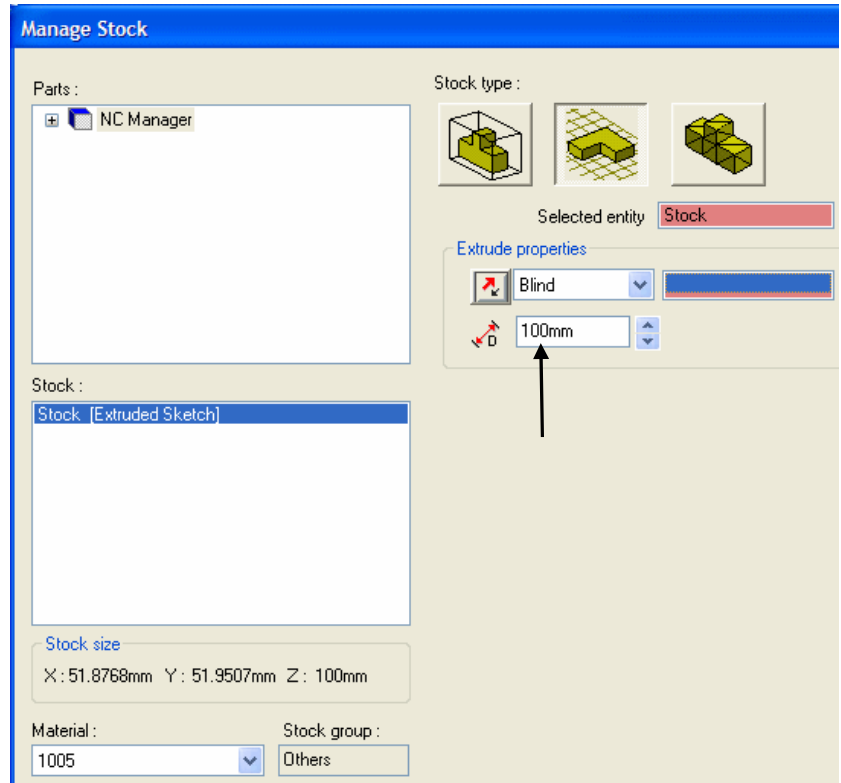 Manage Stock
Parts :
NC Manager
Stock type :
Selected entity Stock
Extrude properties
Blind
D 100mm
Stock :
Stock [Extruded Sketch]
Stock size
X : 51.8768mm Y : 51.9507mm Z : 100mm
Material : Stock group :
1005 Others